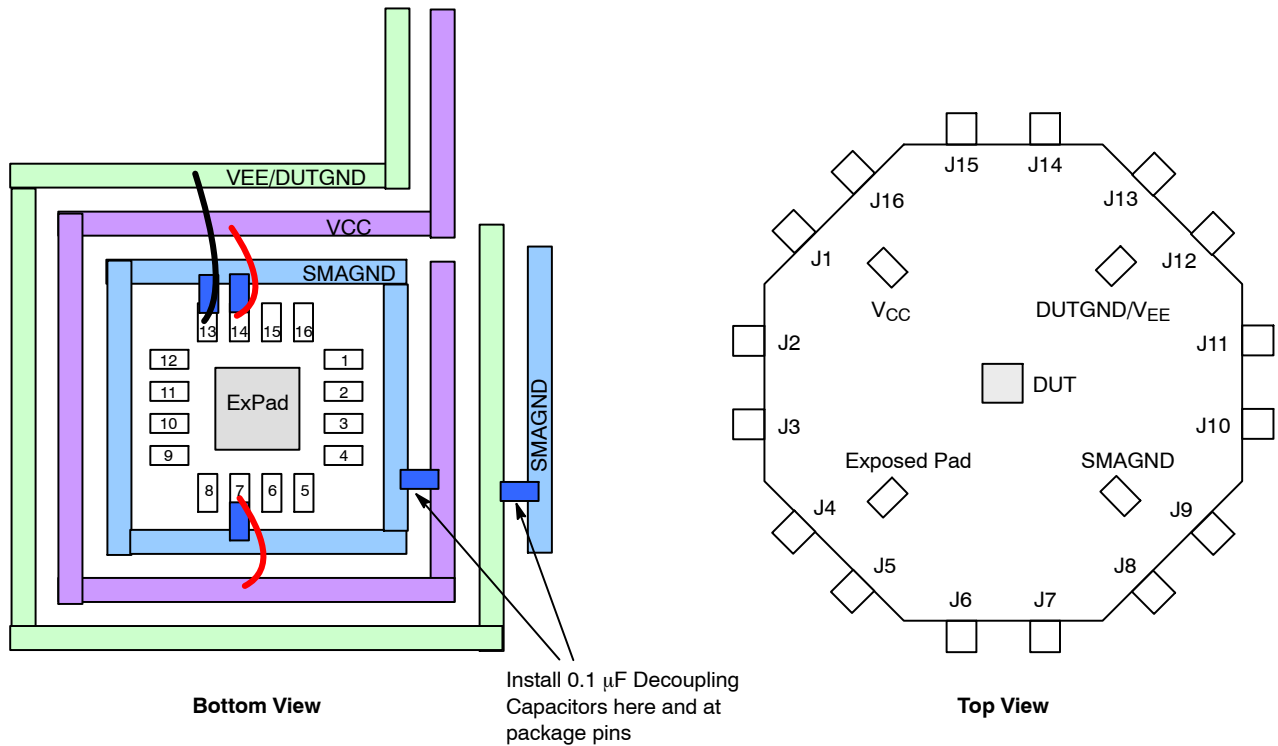 VEE/DUTGND
VCC
SMAGND
13
14
15
16
12
11
10
9
ExPad
1
2
3
4
8
7
6
5
SMAGND
Install 0.1 μF Decoupling
Capacitors here and at
package pins
Bottom View
J15
J14
J16
J13
J1
J12
VCC
DUTGND/VEE
J2
J11
DUT
J3
J10
Exposed Pad
SMAGND
J4
J9
J5
J8
J6
J7
Top View